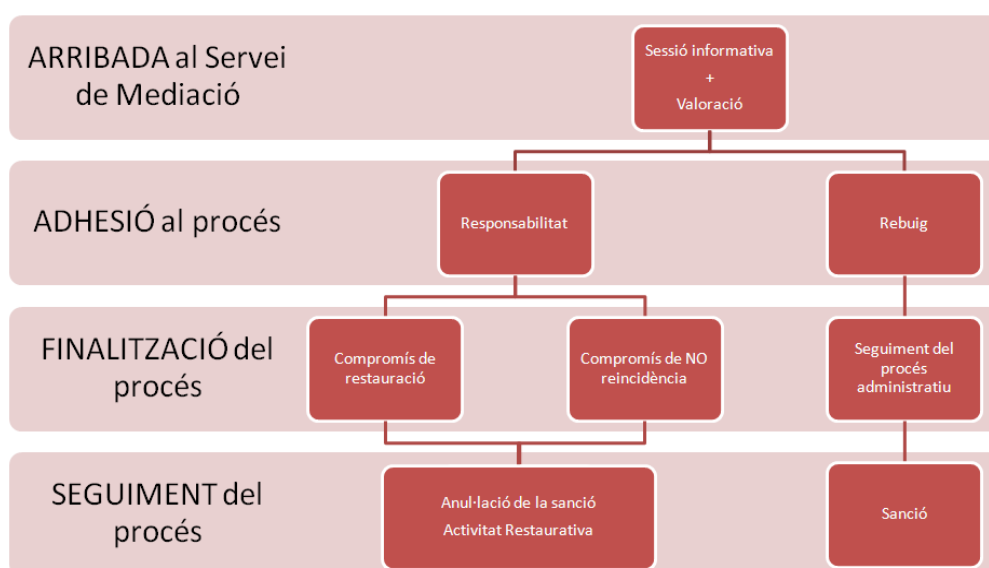 ARRIBADA al Servei
de Mediació
Sessió informativa
+
Valoració
ADHESIÓ al procés
Responsabilitat
Rebuig
FINALITZACIÓ del
procés
Compromís de
restauració
Compromís de NO
reincidència
Seguiment del
procés
administratiu
SEGUIMENT del
procés
Anul·lació de la sanció
Activitat Restaurativa
Sanció